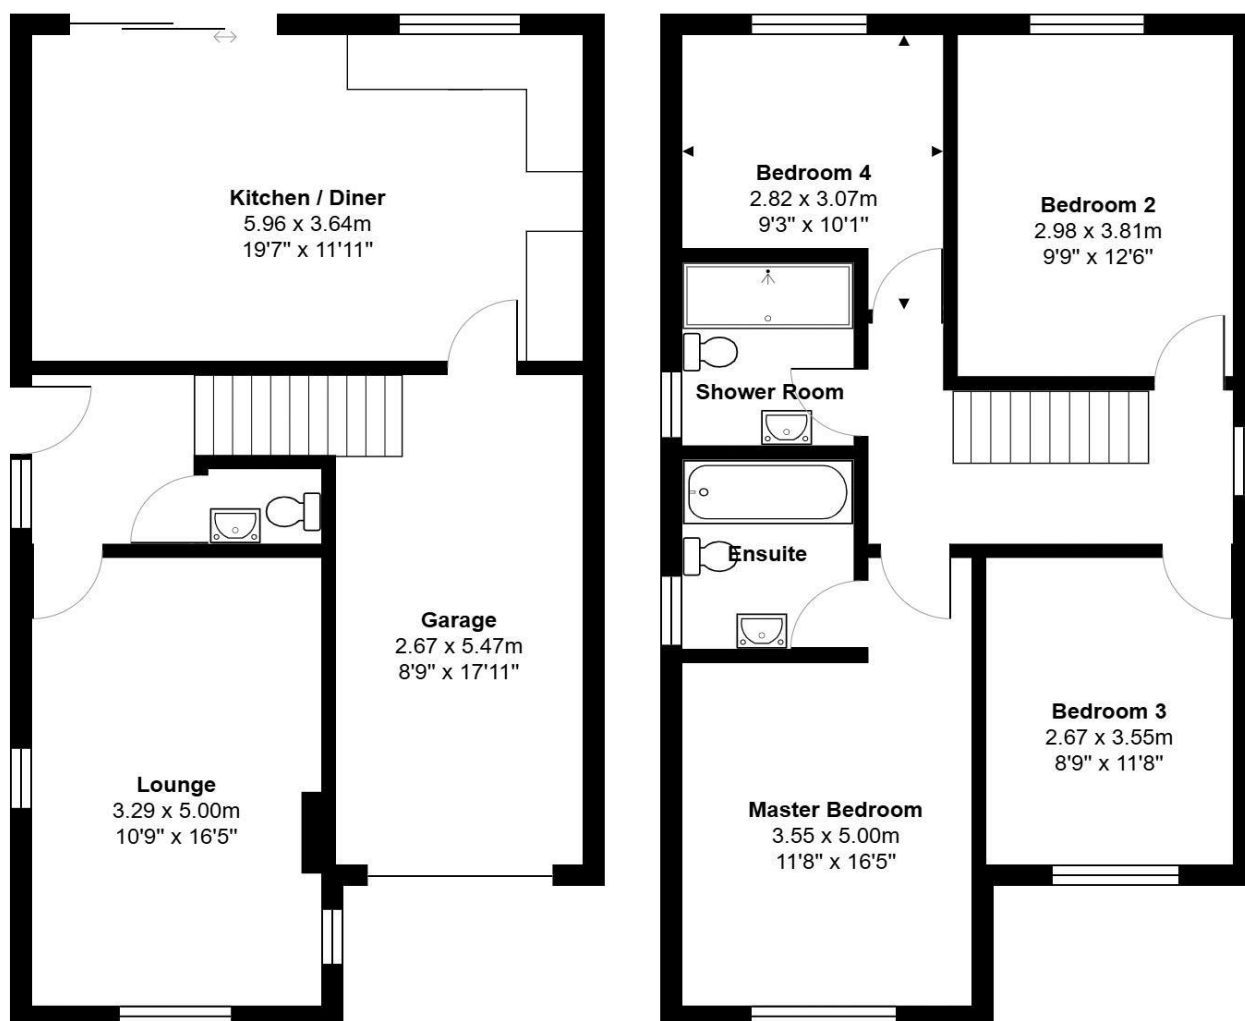 Kitchen / Diner
5.96 x 3.64m
19'7" x 11'11"
Garage
2.67 x 5.47m
8'9" x 17'11"
Lounge
3.29 x 5.00m
10'9" x 16'5"
Bedroom 4
2.82 x 3.07m
9'3" x 10'1"
Bedroom 2
2.98 x 3.81m
9'9" x 12'6"
Shower Room
Ensuite
Bedroom 3
2.67 x 3.55m
8'9" x 11'8"
Master Bedroom
3.55 x 5.00m
11'8" x 16'5"